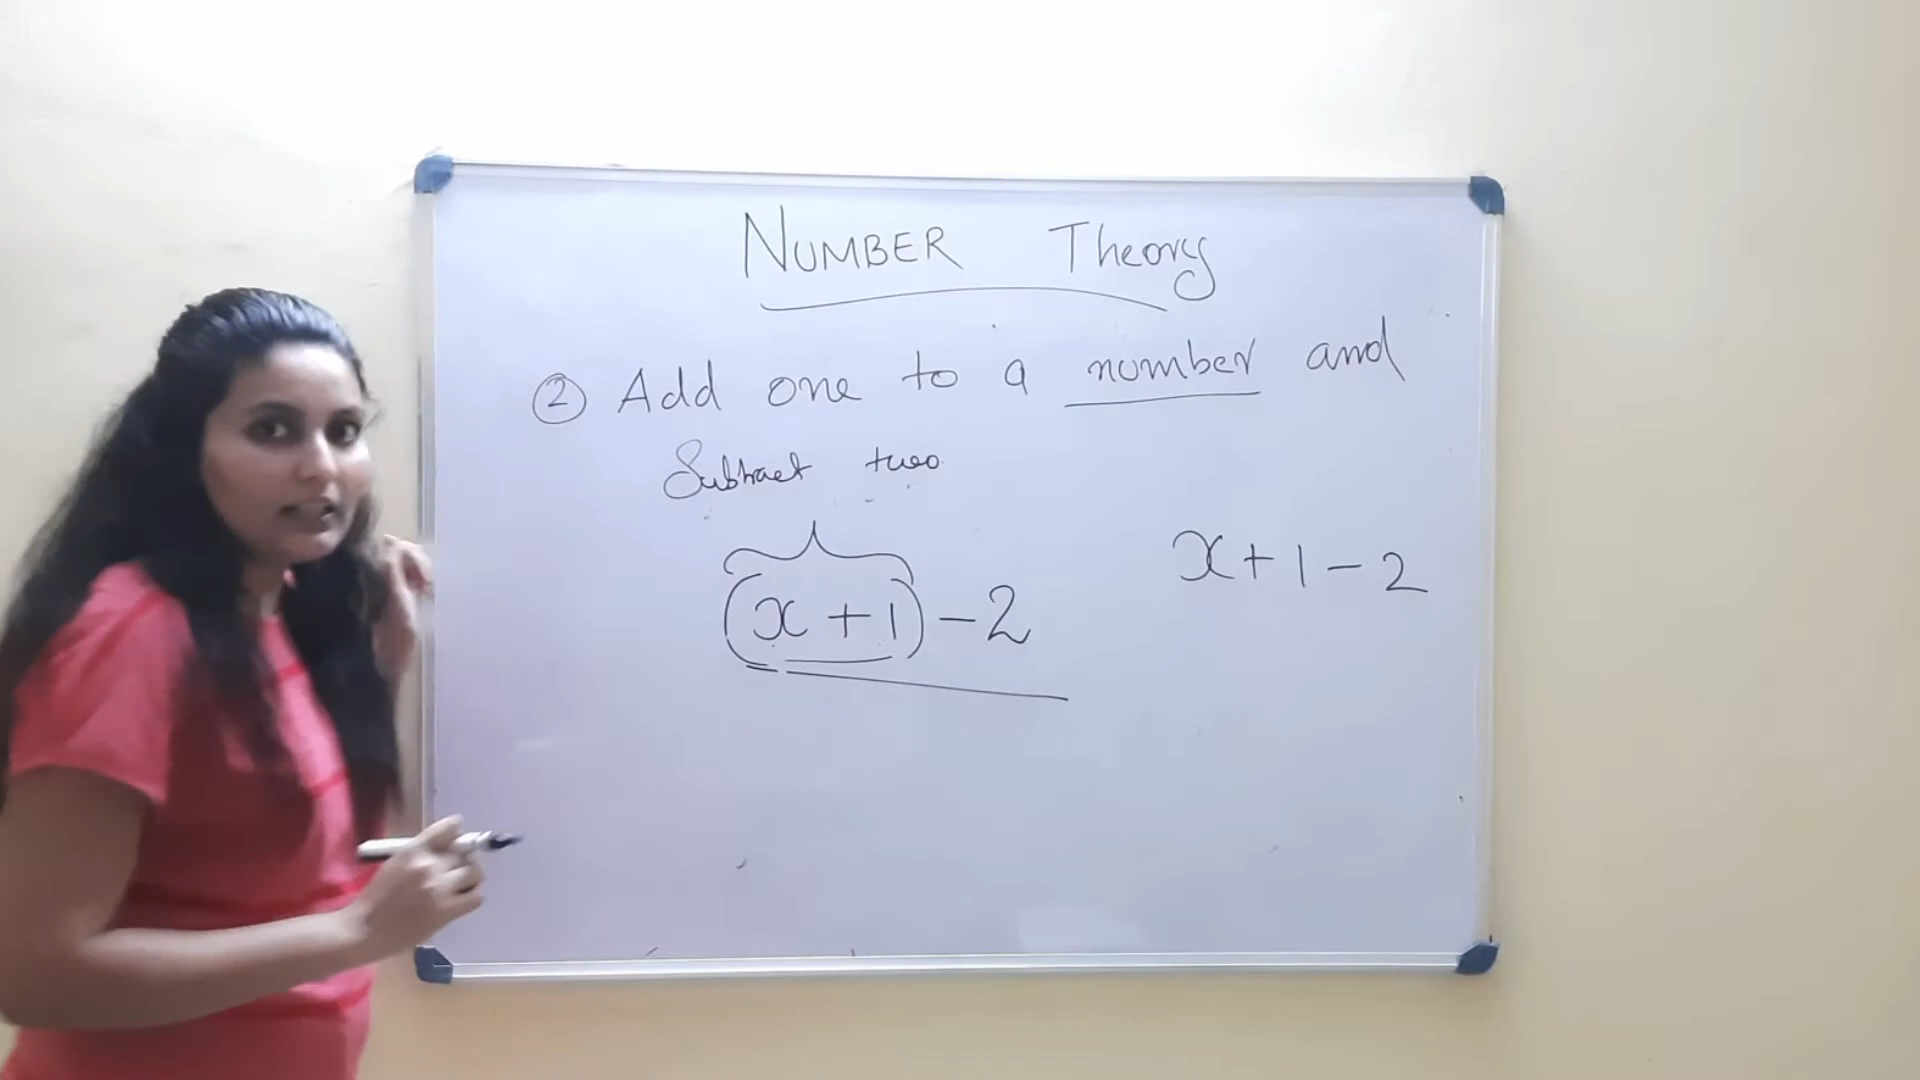 NUMBER Theory
② Add one to a number and
Subtract two
(x + 1) - 2
x + 1 - 2